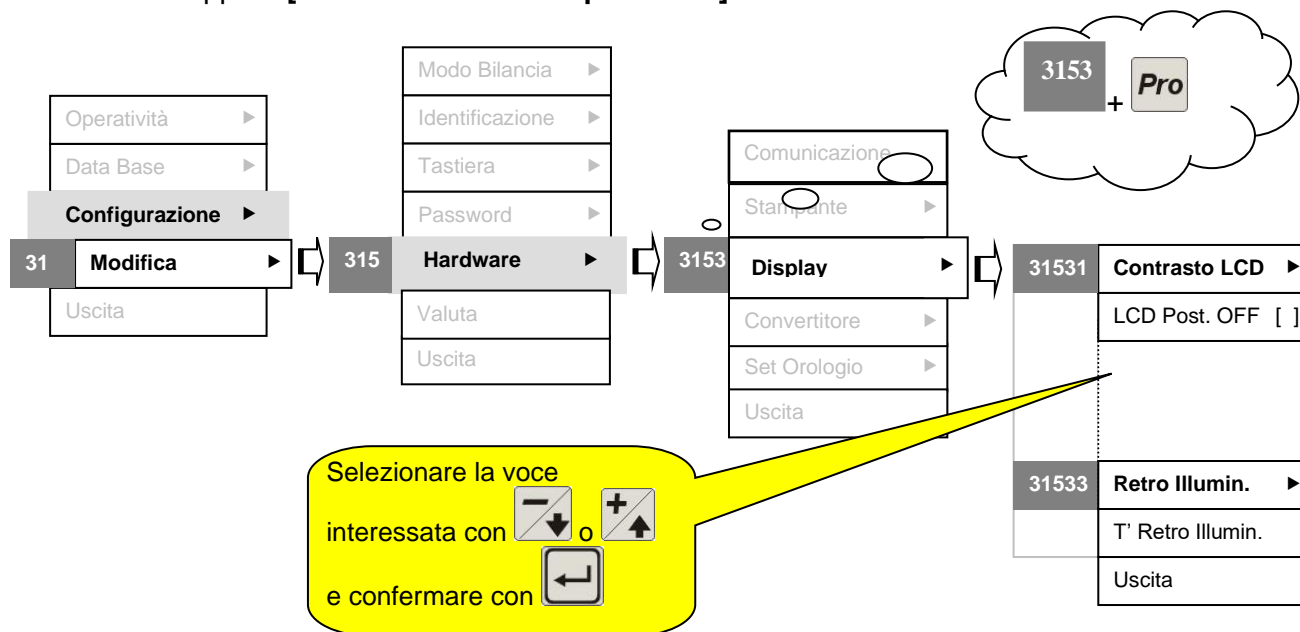 Operatività
Data Base
Configurazione
31 Modifica
Uscita
Modo Bilancia
Identificazione
Tastiera
Password
315 Hardware
Valuta
Uscita
Comunicazione
Stampante
3153 Display
Convertitore
Set Orologio
Uscita
3153 + Pro
31531 Contrasto LCD
LCD Post. OFF [ ]
31533 Retro Illumin.
T' Retro Illumin.
Uscita
Selezionare la voce
interessata con - o +
e confermare con